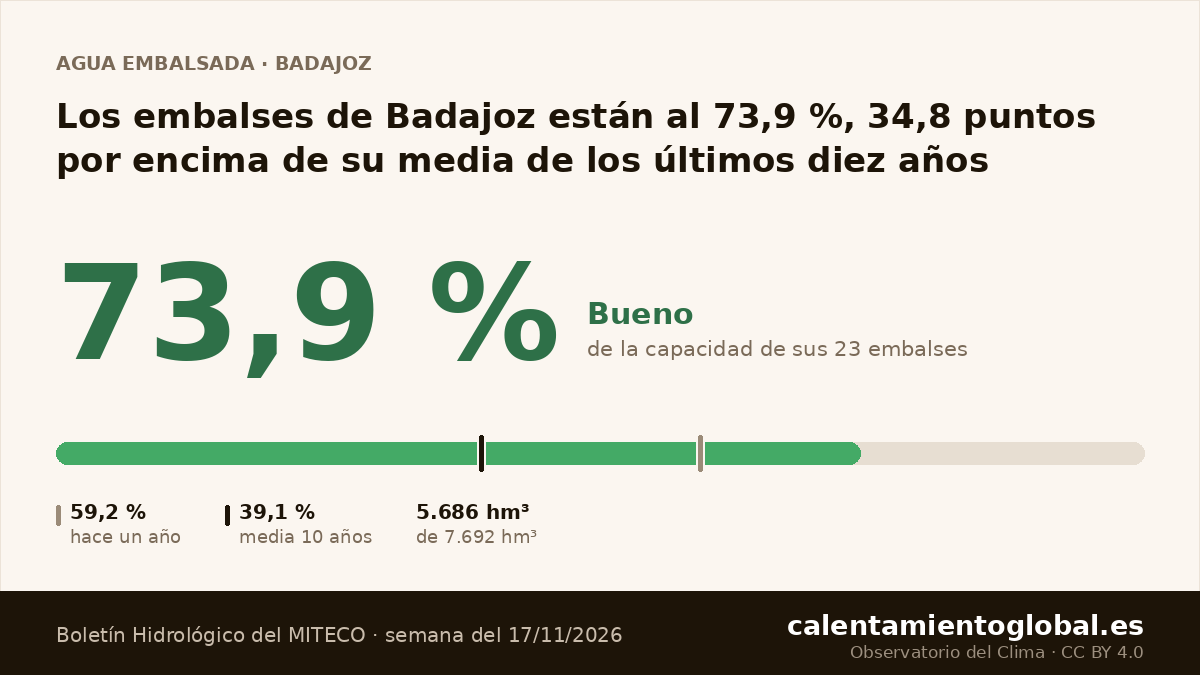 AGUA EMBALSADA · BADAJOZ
Los embalses de Badajoz están al 73,9 %, 34,8 puntos
por encima de su media de los últimos diez años
73,9 %
Bueno
de la capacidad de sus 23 embalses
59,2 %
hace un año
39,1 %
media 10 años
5.686 hm³
de 7.692 hm³
Boletín Hidrológico del MITECO · semana del 17/11/2026
calentamientoglobal.es
Observatorio del Clima · CC BY 4.0